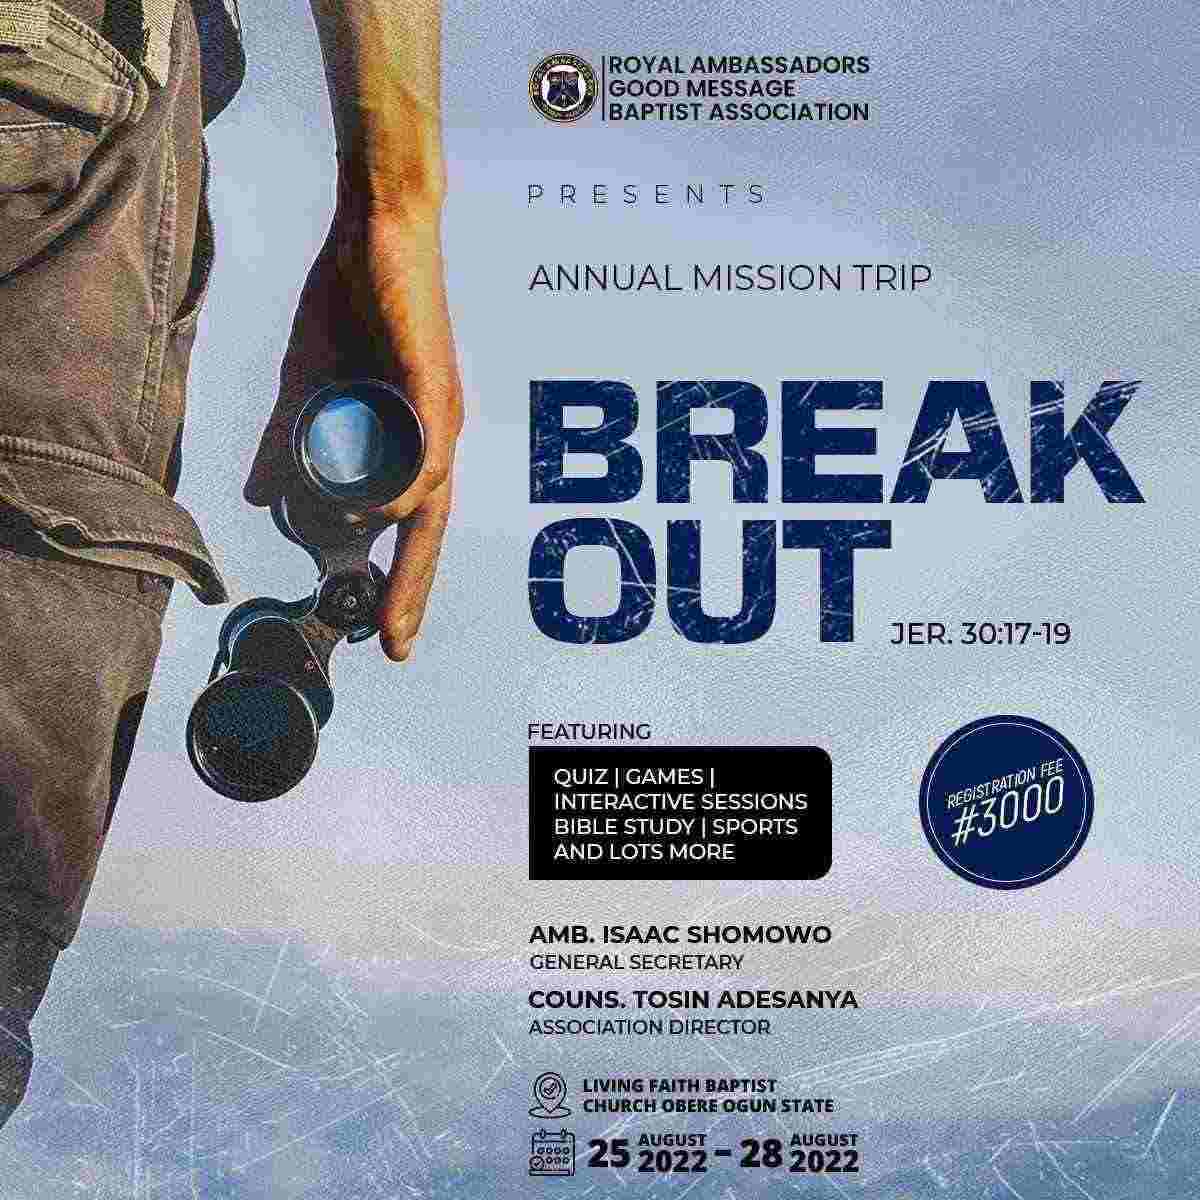 ROYAL AMBASSADORS
GOOD MESSAGE
BAPTIST ASSOCIATION
PRESENTS
ANNUAL MISSION TRIP
BREAK
OUT
JER. 30:17-19
FEATURING
QUIZ | GAMES |
INTERACTIVE SESSIONS
BIBLE STUDY | SPORTS
AND LOTS MORE
REGISTRATION FEE
#3000
AMB. ISAAC SHOMOWO
GENERAL SECRETARY
COUNS. TOSIN ADESANYA
ASSOCIATION DIRECTOR
LIVING FAITH BAPTIST
CHURCH OBERE OGUN STATE
25 AUGUST 2022 - 28 AUGUST 2022